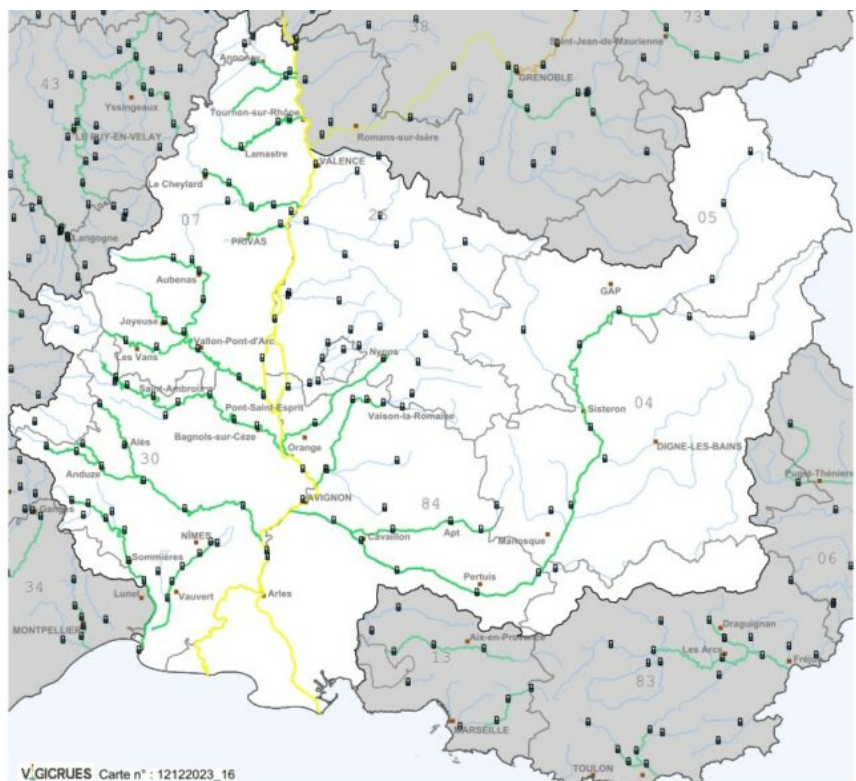 38
73
Saint-Jean-de-Maurienne
43
Annonay
GRENOBLE
Yssingeaux
Tournon-sur-Rhône
LE PUY-EN-VELAY
Romans-sur-Isère
Lamastre
VALENCE
Le Cheylard
07
26
05
Langogne
PRIVAS
Aubenas
GAP
Joyeuse
Vallon-Pont-d'Arc
Les Vans
Nyons
Saint-Ambroix
Pont-Saint-Esprit
Vaison-la-Romaine
Sisteron
04
Bagnols-sur-Cèze
Orange
Alès
DIGNE-LES-BAINS
30
Anduze
Puget-Théniers
AVIGNON
84
Ganges
Cavaillon
Apt
Manosque
NÎMES
Sommières
06
34
Lunel
Vauvert
Arles
Pertuis
MONTPELLIER
Draguignan
Aix-en-Provence
Les Arcs
Fréjus
13
83
MARSEILLE
TOULON
VIGICRUES Carte n° : 12122023_16